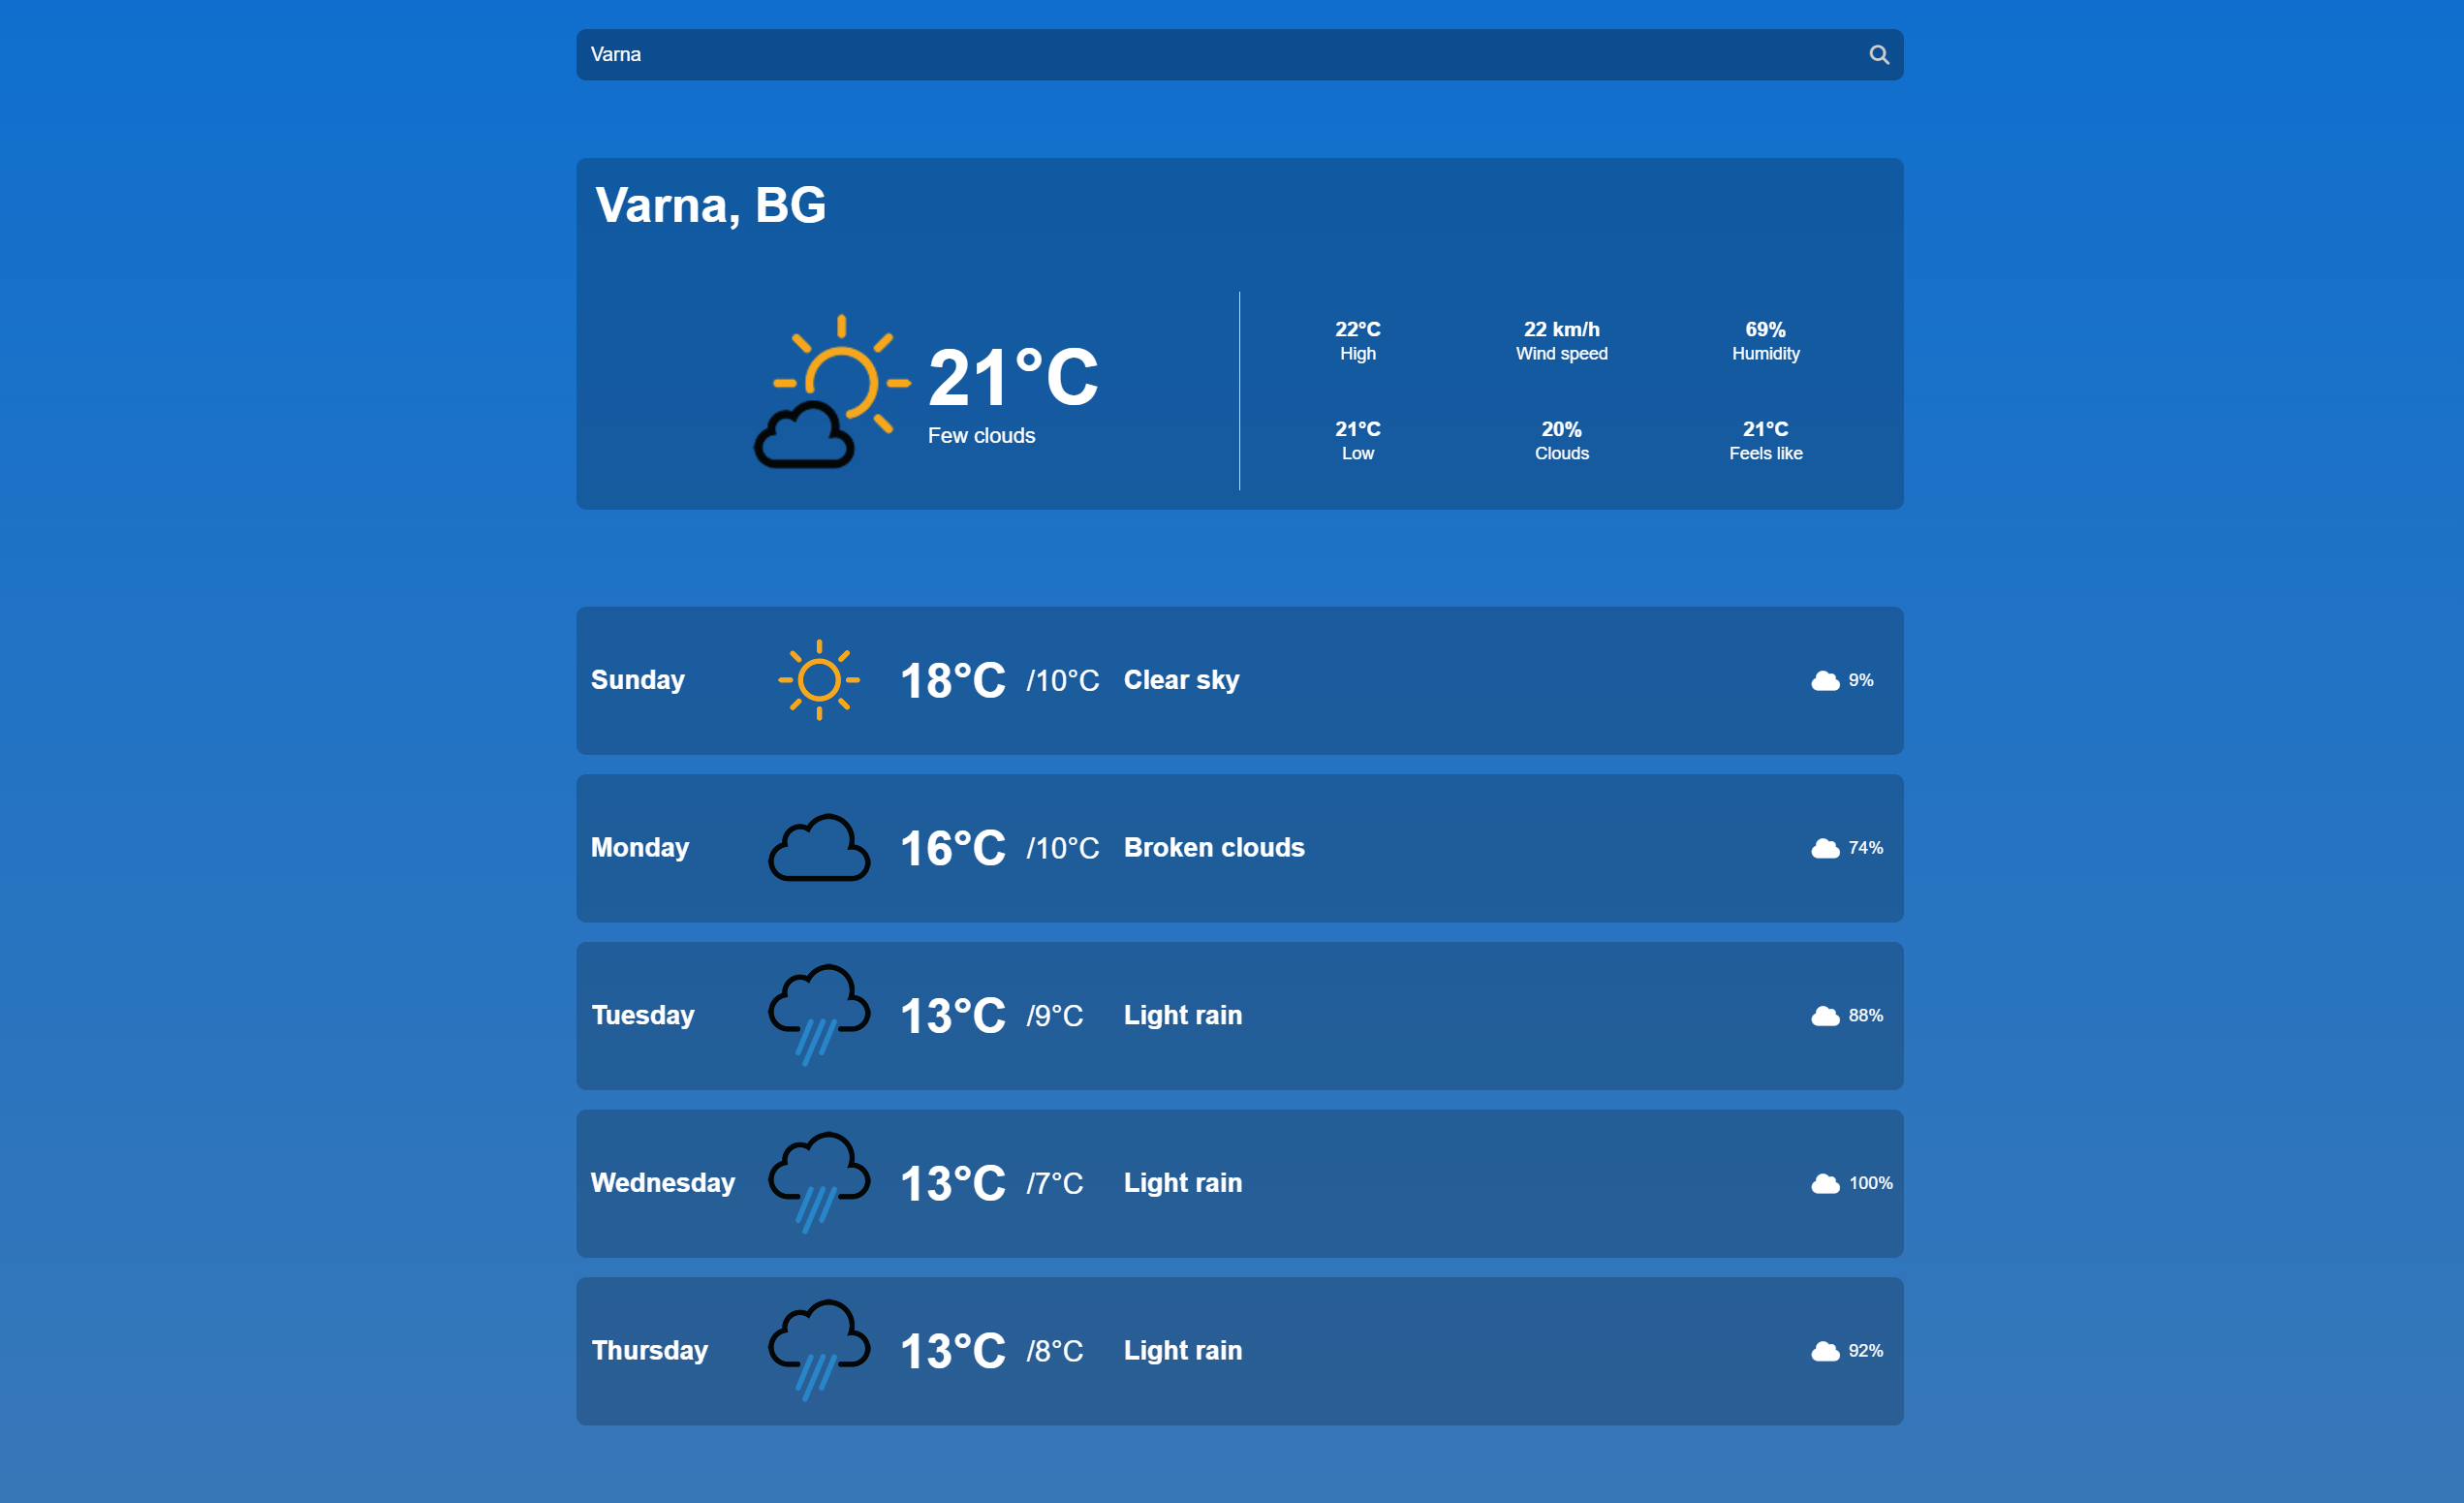 Varna
Varna, BG
21°C
Few clouds
22°C
High
22 km/h
Wind speed
69%
Humidity
21°C
Low
20%
Clouds
21°C
Feels like
Sunday 18°C /10°C Clear sky 9%
Monday 16°C /10°C Broken clouds 74%
Tuesday 13°C /9°C Light rain 88%
Wednesday 13°C /7°C Light rain 100%
Thursday 13°C /8°C Light rain 92%